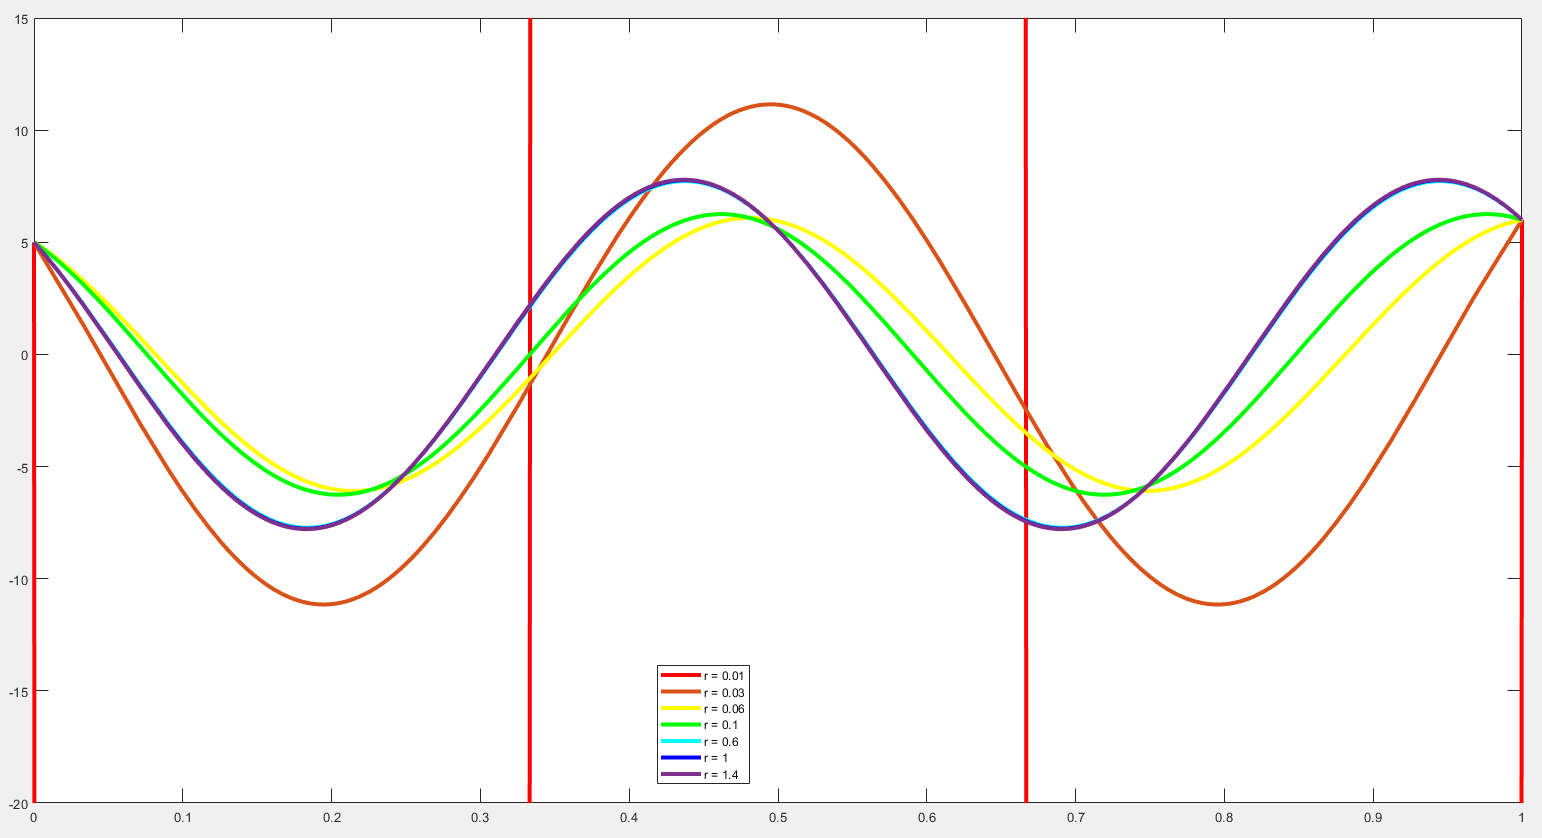 15
10
5
0
-5
-10
-15
-20
0 0.1 0.2 0.3 0.4 0.5 0.6 0.7 0.8 0.9 1
r = 0.01
r = 0.03
r = 0.06
r = 0.1
r = 0.6
r = 1
r = 1.4